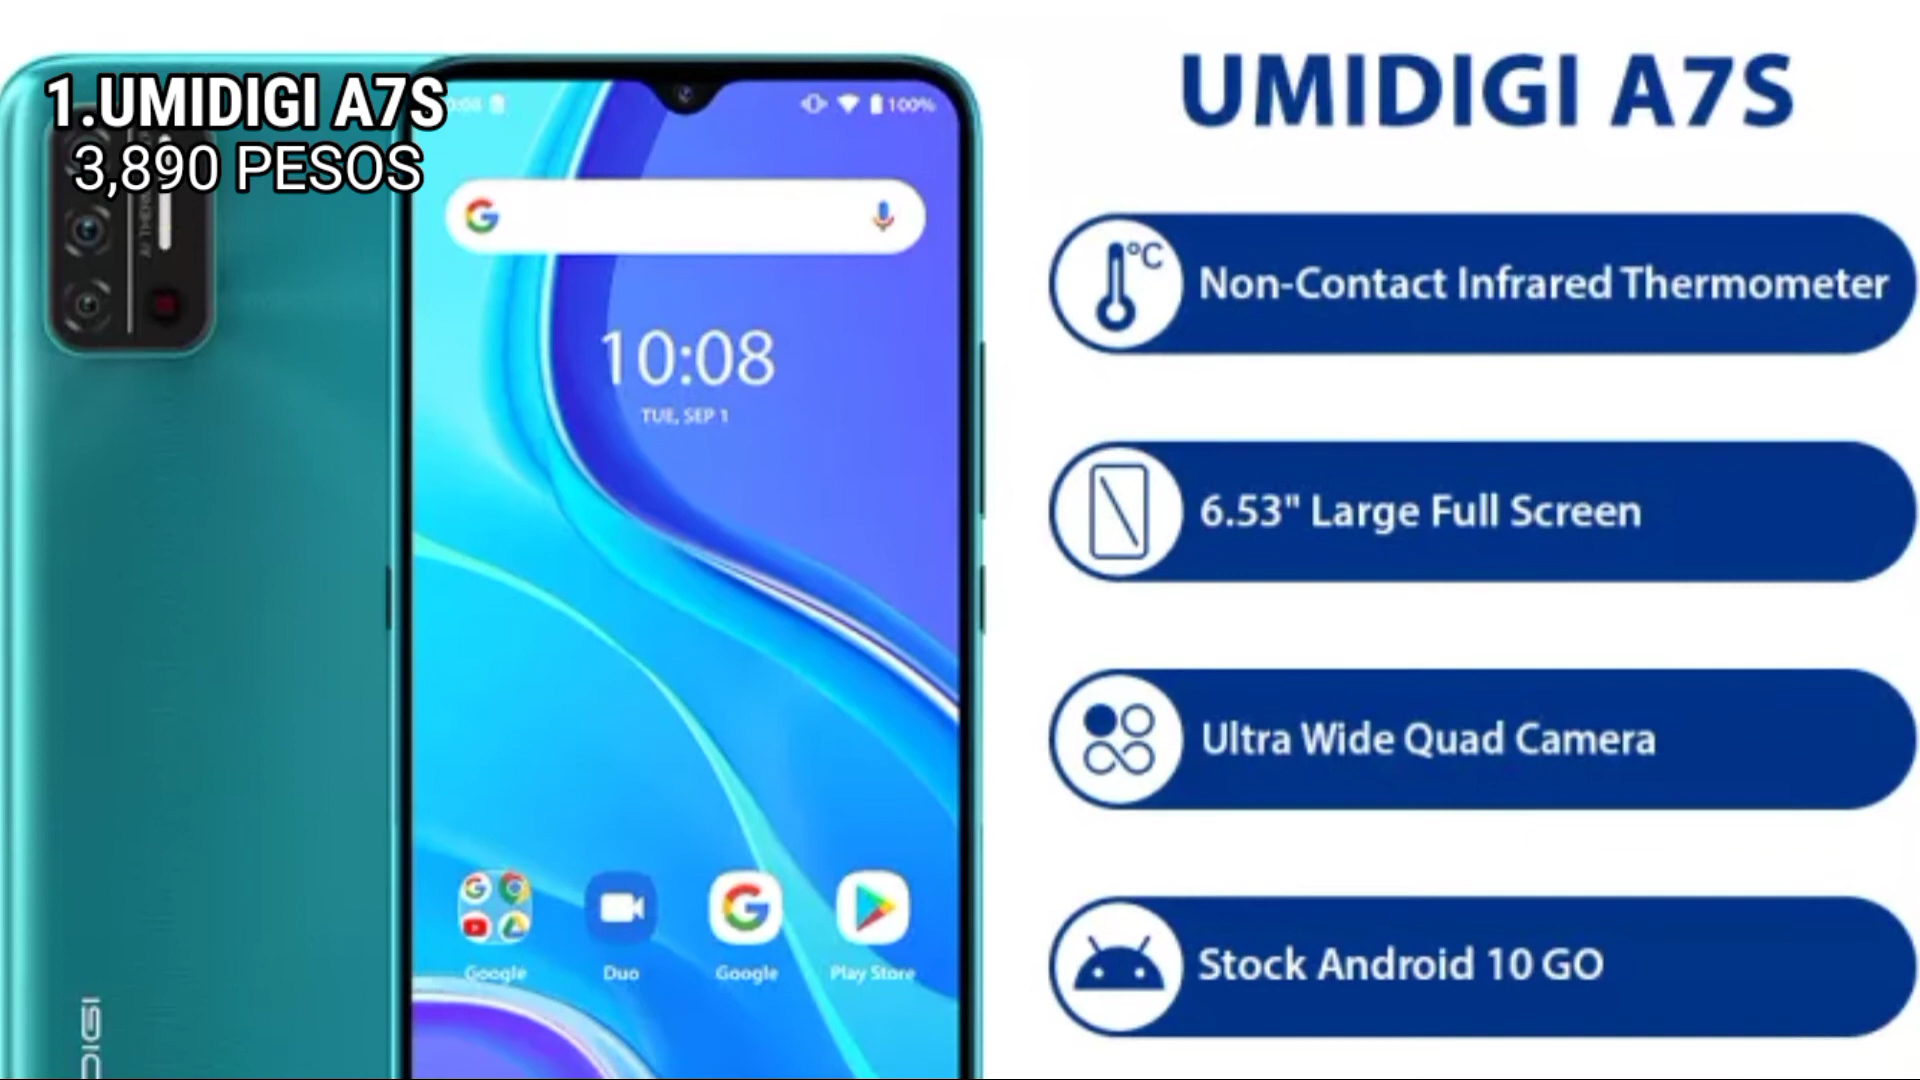 1.UMIDIGI A7S
3,890 PESOS
100%
10:08
TUE, SEP 1
Google
Duo
Google
Play Store
UMIDIGI A7S
°C
Non-Contact Infrared Thermometer
6.53" Large Full Screen
Ultra Wide Quad Camera
Stock Android 10 GO